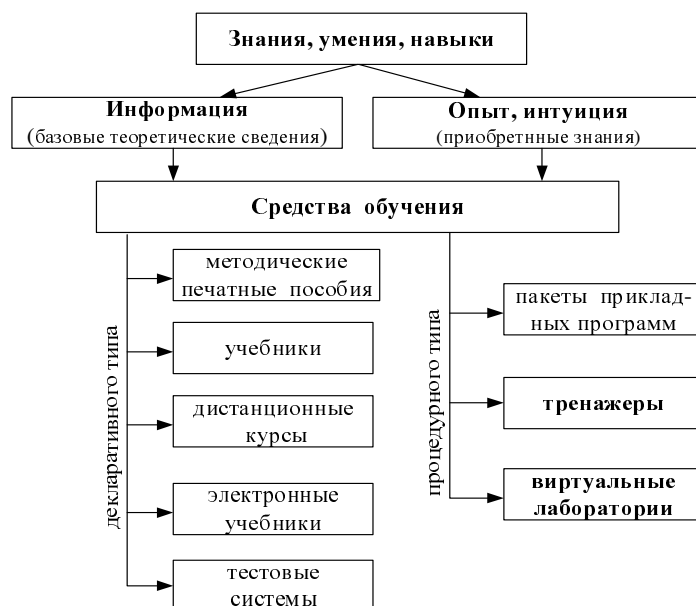 Знания, умения, навыки
Информация
(базовые теоретические сведения)
Опыт, интуиция
(приобретнные знания)
Средства обучения
декларативного типа
методические
печатные пособия
учебники
дистанционные
курсы
электронные
учебники
тестовые
системы
процедурного типа
пакеты приклад-
ных программ
тренажеры
виртуальные
лаборатории